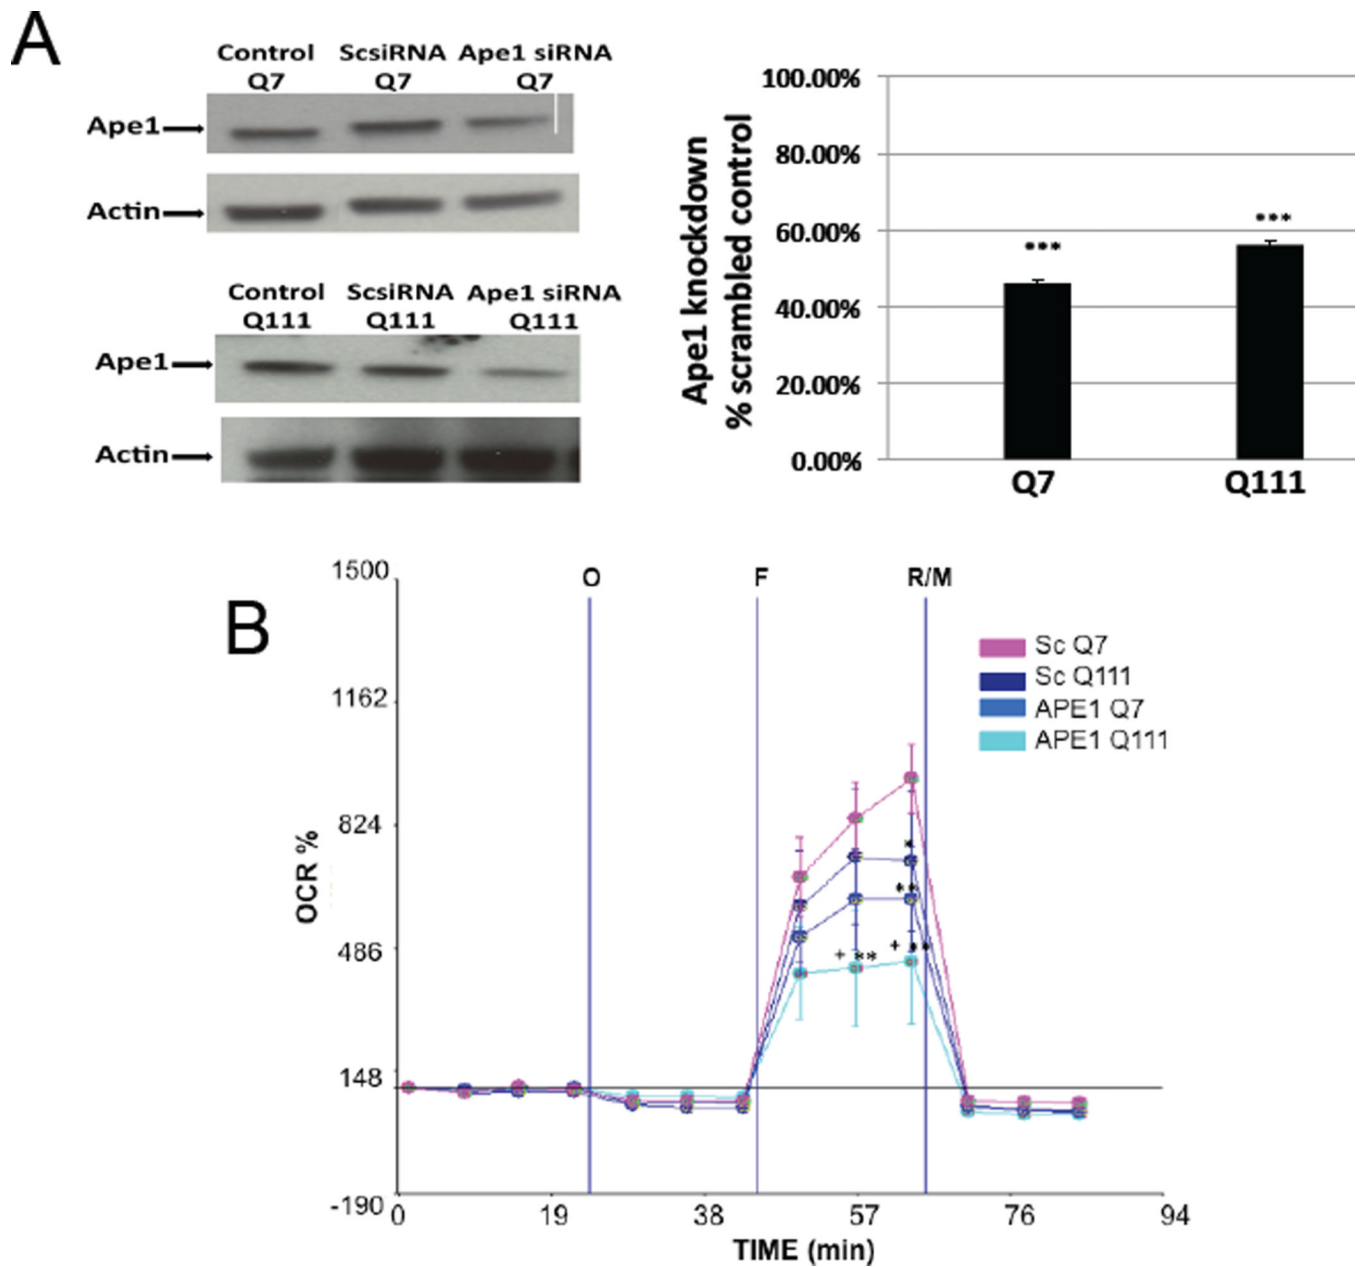 A
Control ScsiRNA Ape1 siRNA
Q7 Q7 Q7
Ape1
Actin
Control ScsiRNA Ape1 siRNA
Q111 Q111 Q111
Ape1
Actin
Ape1 knockdown
% scrambled control
100.00%
80.00%
60.00%
40.00%
20.00%
0.00%
***
***
Q7 Q111
B
O F R/M
1500
1162
824
486
148
-190
OCR %
Sc Q7
Sc Q111
APE1 Q7
APE1 Q111
*
**
+ **
+ **
0 19 38 57 76 94
TIME (min)